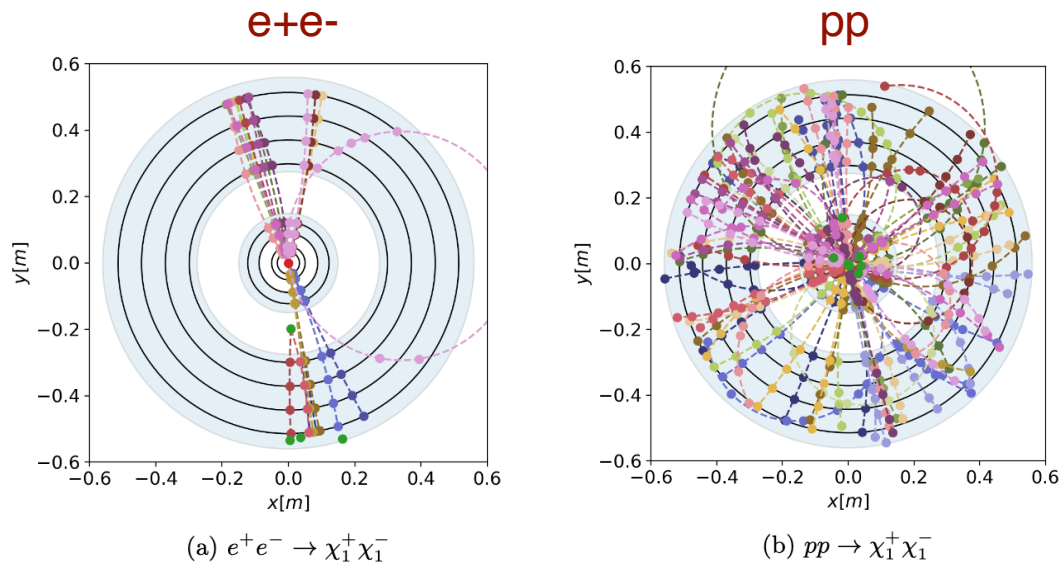 e+e-
pp
0.6
0.4
0.2
0.0
−0.2
−0.4
−0.6
y[m]
−0.6 −0.4 −0.2 0.0 0.2 0.4 0.6
x[m]
(a) e⁺e⁻ → χ₁⁺χ₁⁻
0.6
0.4
0.2
0.0
−0.2
−0.4
−0.6
y[m]
−0.6 −0.4 −0.2 0.0 0.2 0.4 0.6
x[m]
(b) pp → χ₁⁺χ₁⁻